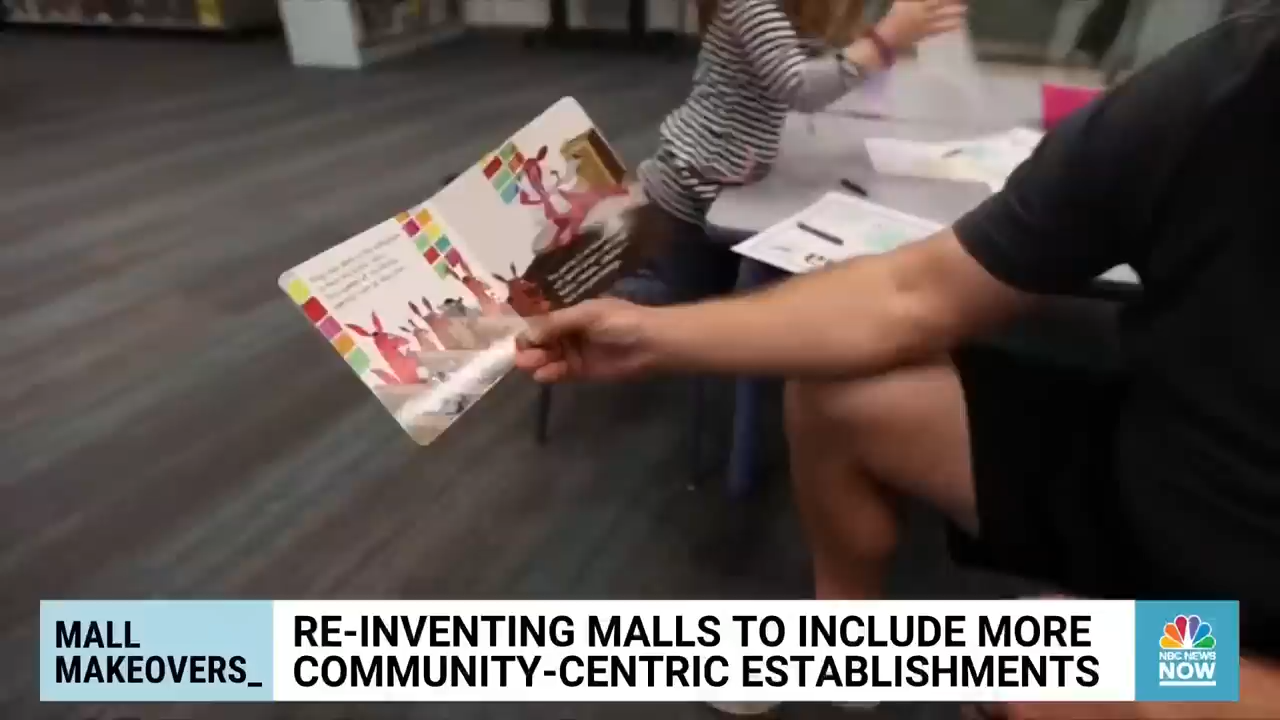 MALL
MAKEOVERS_
RE-INVENTING MALLS TO INCLUDE MORE
COMMUNITY-CENTRIC ESTABLISHMENTS
NBC NEWS
NOW